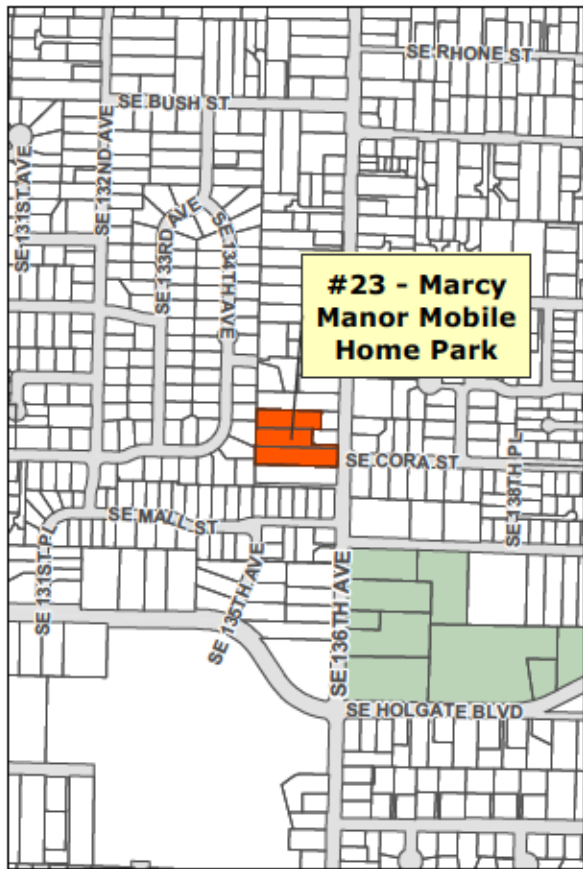 SE RHONE ST
SE BUSH ST
SE 132ND AVE
SE 131ST AVE
SE 133RD AVE
SE 134TH AVE
#23 - Marcy
Manor Mobile
Home Park
SE CORA ST
SE 138TH PL
SE MALL ST
SE 131ST PL
SE 135TH AVE
SE 136TH AVE
SE HOLGATE BLVD